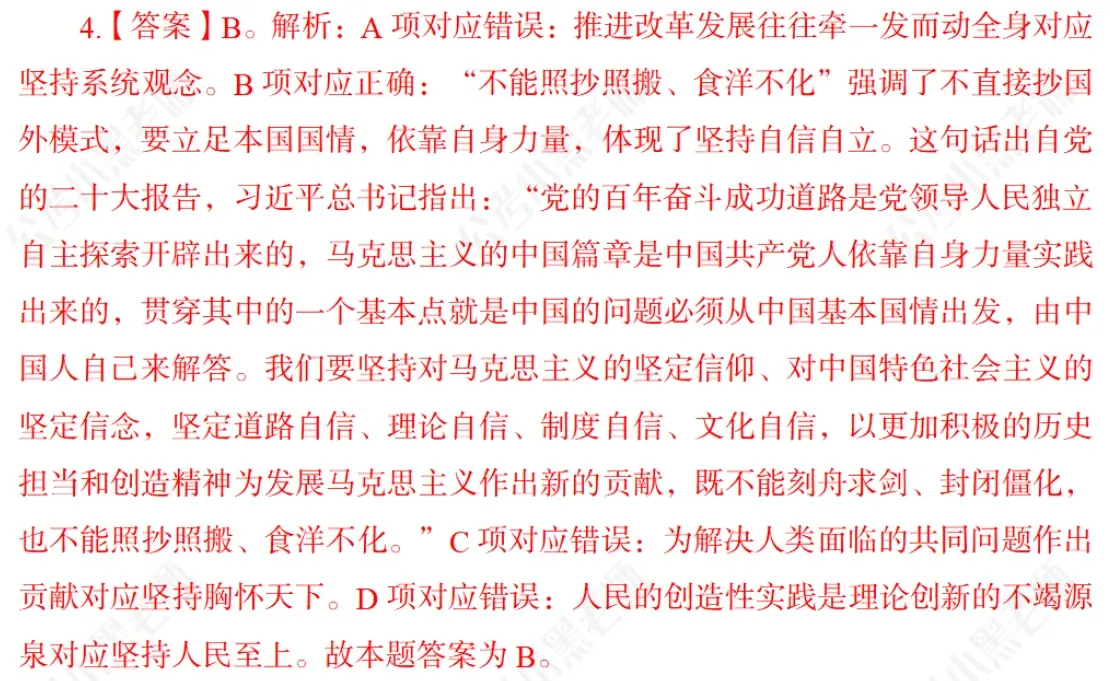 4.【答案】B。解析：A 项对应错误：推进改革发展往往牵一发而动全身对应
坚持系统观念。B 项对应正确：“不能照抄照搬、食洋不化”强调了不直接抄国
外模式，要立足本国国情，依靠自身力量，体现了坚持自信自立。这句话出自党
的二十大报告，习近平总书记指出：“党的百年奋斗成功道路是党领导人民独立
自主探索开辟出来的，马克思主义的中国篇章是中国共产党人依靠自身力量实践
出来的，贯穿其中的一个基本点就是中国的问题必须从中国基本国情出发，由中
国人自己来解答。我们要坚持对马克思主义的坚定信仰、对中国特色社会主义的
坚定信念，坚定道路自信、理论自信、制度自信、文化自信，以更加积极的历史
担当和创造精神为发展马克思主义作出新的贡献，既不能刻舟求剑、封闭僵化，
也不能照抄照搬、食洋不化。”C 项对应错误：为解决人类面临的共同问题作出
贡献对应坚持胸怀天下。D 项对应错误：人民的创造性实践是理论创新的不竭源
泉对应坚持人民至上。故本题答案为 B。
公考小黑老师